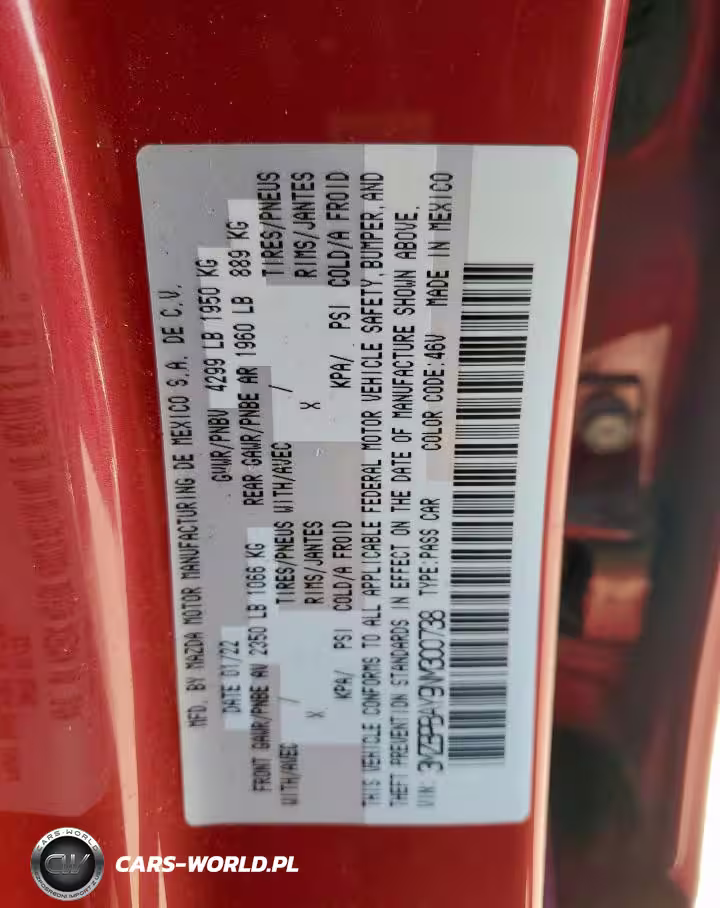 MFD. BY MAZDA MOTOR MANUFACTURING DE MEXICO S.A. DE C.V.
DATE 01/22 GVWR/PNBV 4299 LB 1950 KG
FRONT GAWR/PNBE AV 2350 LB 1066 KG REAR GAWR/PNBE AR 1960 LB 889 KG
WITH/AVEC / TIRES/PNEUS WITH/AVEC / TIRES/PNEUS
X RIMS/JANTES X RIMS/JANTES
KPA/ PSI COLD/A FROID KPA/ PSI COLD/A FROID
THIS VEHICLE CONFORMS TO ALL APPLICABLE FEDERAL MOTOR VEHICLE SAFETY, BUMPER, AND
THEFT PREVENTION STANDARDS IN EFFECT ON THE DATE OF MANUFACTURE SHOWN ABOVE.
VIN: TYPE:PASS CAR COLOR CODE:46V MADE IN MEXICO
CARS-WORLD
CW
CARS-WORLD.PL